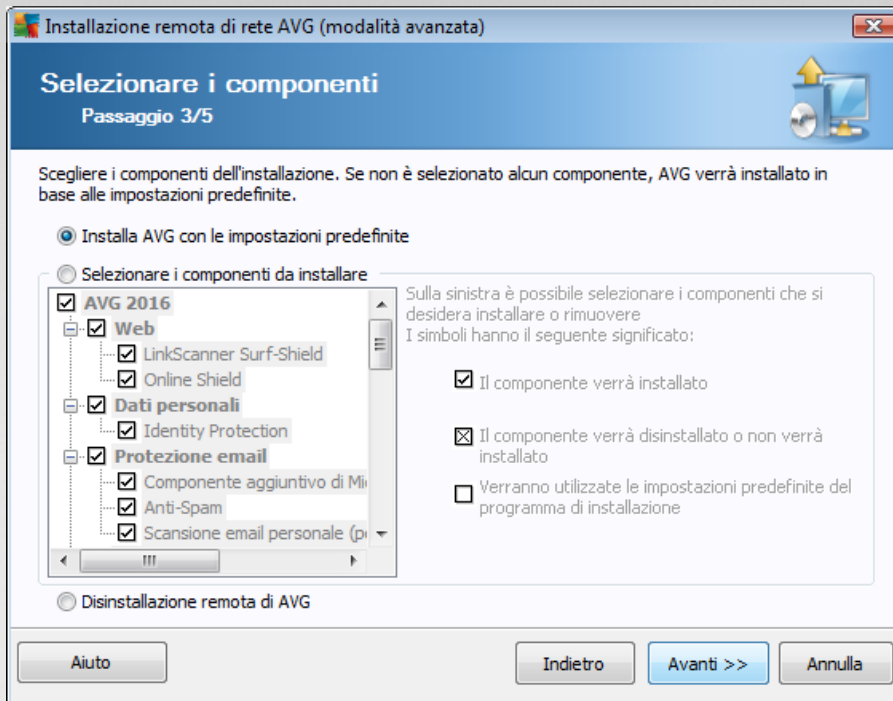 Installazione remota di rete AVG (modalità avanzata)
Selezionare i componenti
Passaggio 3/5
Scegliere i componenti dell'installazione. Se non è selezionato alcun componente, AVG verrà installato in
base alle impostazioni predefinite.
Installa AVG con le impostazioni predefinite
Selezionare i componenti da installare
AVG 2016
Web
LinkScanner Surf-Shield
Online Shield
Dati personali
Identity Protection
Protezione email
Componente aggiuntivo di Mi
Anti-Spam
Scansione email personale (p
Sulla sinistra è possibile selezionare i componenti che si
desidera installare o rimuovere
I simboli hanno il seguente significato:
Il componente verrà installato
Il componente verrà disinstallato o non verrà
installato
Verranno utilizzate le impostazioni predefinite del
programma di installazione
Disinstallazione remota di AVG
Aiuto
Indietro
Avanti >>
Annulla